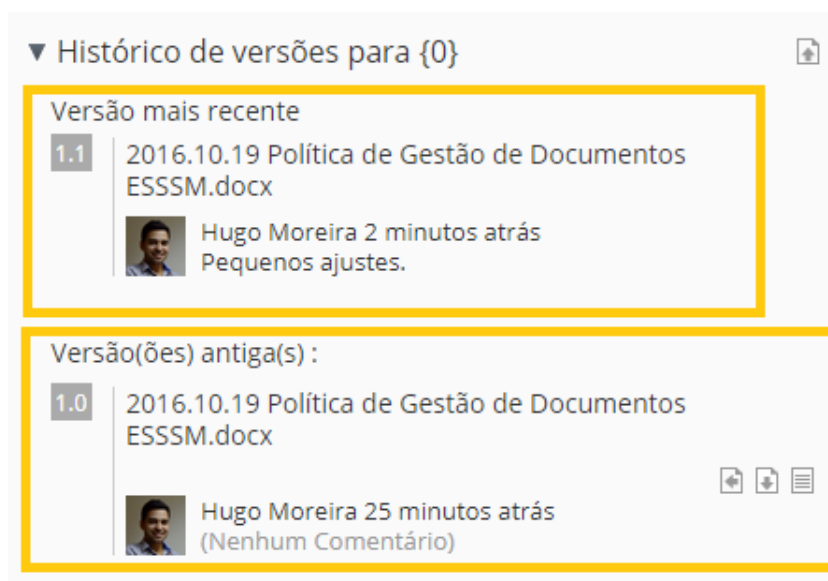 Histórico de versões para {0}
Versão mais recente
1.1
2016.10.19 Política de Gestão de Documentos
ESSSM.docx
Hugo Moreira 2 minutos atrás
Pequenos ajustes.
Versão(ões) antiga(s) :
1.0
2016.10.19 Política de Gestão de Documentos
ESSSM.docx
Hugo Moreira 25 minutos atrás
(Nenhum Comentário)